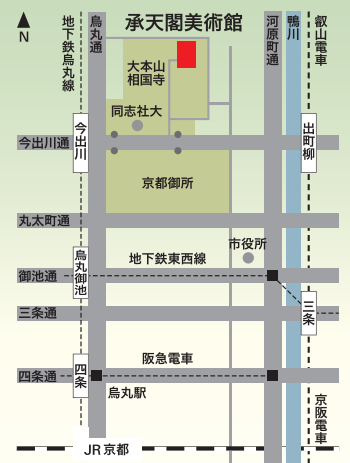 承天閣美術館
N
地下鉄烏丸線
烏丸通
河原町通
鴨川
叡山電車
大本山
相国寺
同志社大
今出川通
今出川
出町柳
京都御所
丸太町通
市役所
地下鉄東西線
烏丸御池
御池通
三条通
三条
阪急電車
四条通
四条
烏丸駅
京阪電車
JR 京都